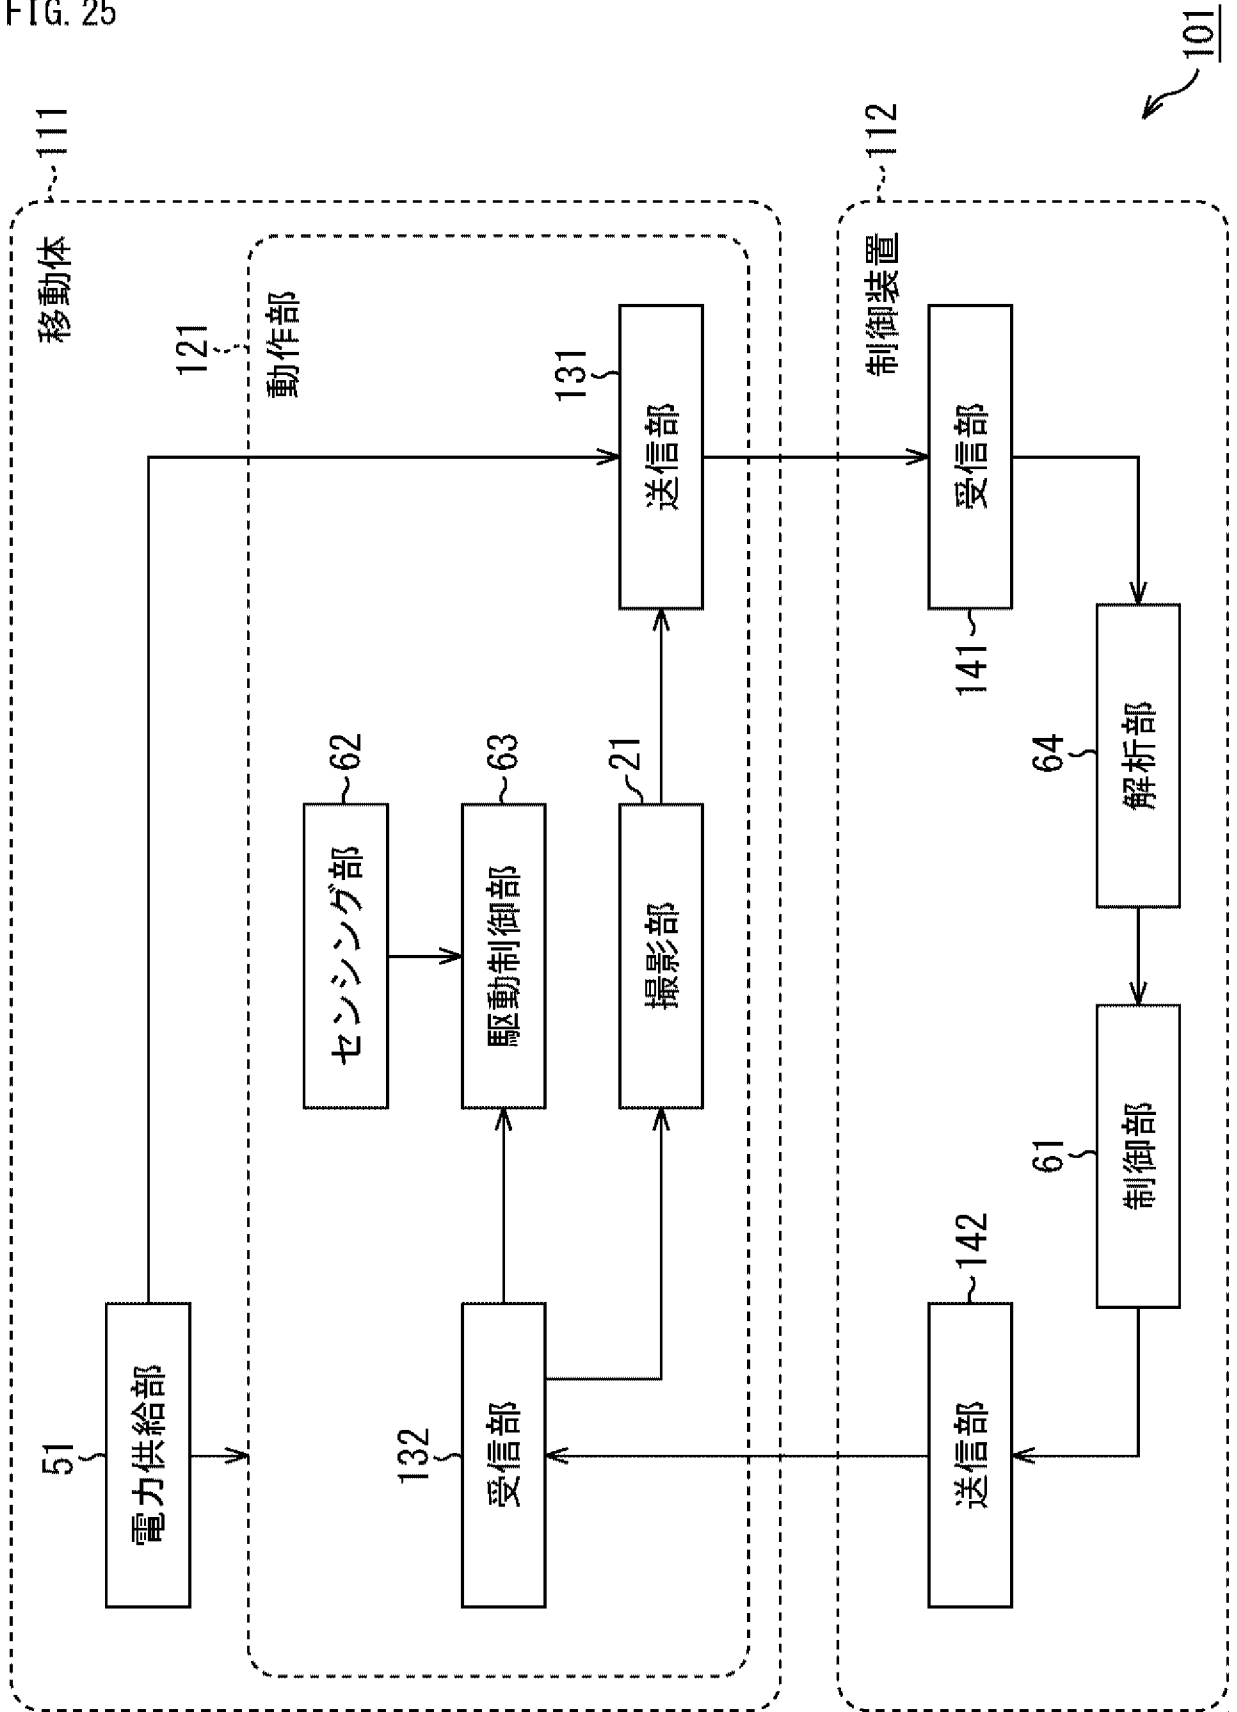 FIG. 25
101
111
移動体
51
電力供給部
121
動作部
62
センシング部
63
駆動制御部
132
受信部
21
撮影部
131
送信部
112
制御装置
142
送信部
141
受信部
61
制御部
64
解析部